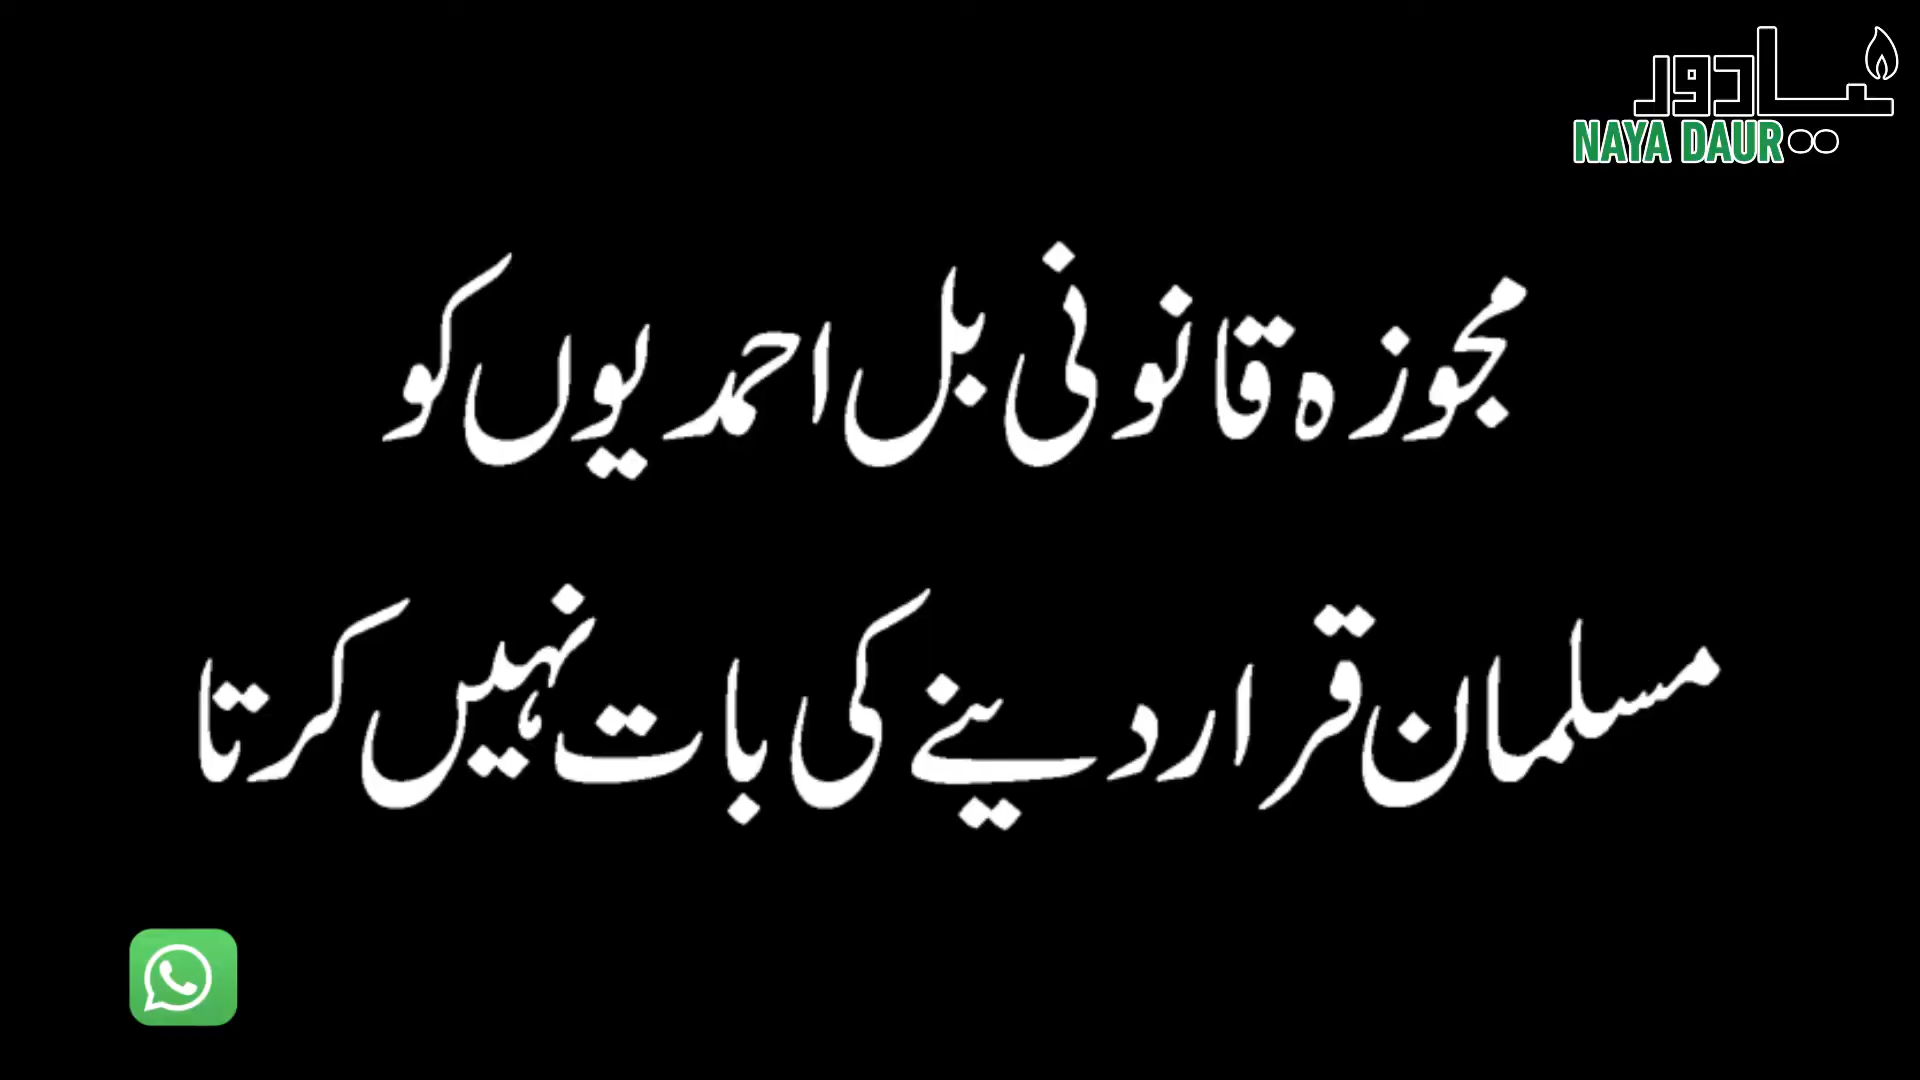 نیا دور
NAYA DAUR
مجوزہ قانونی بل احمدیوں کو
مسلمان قرار دینے کی بات نہیں کرتا